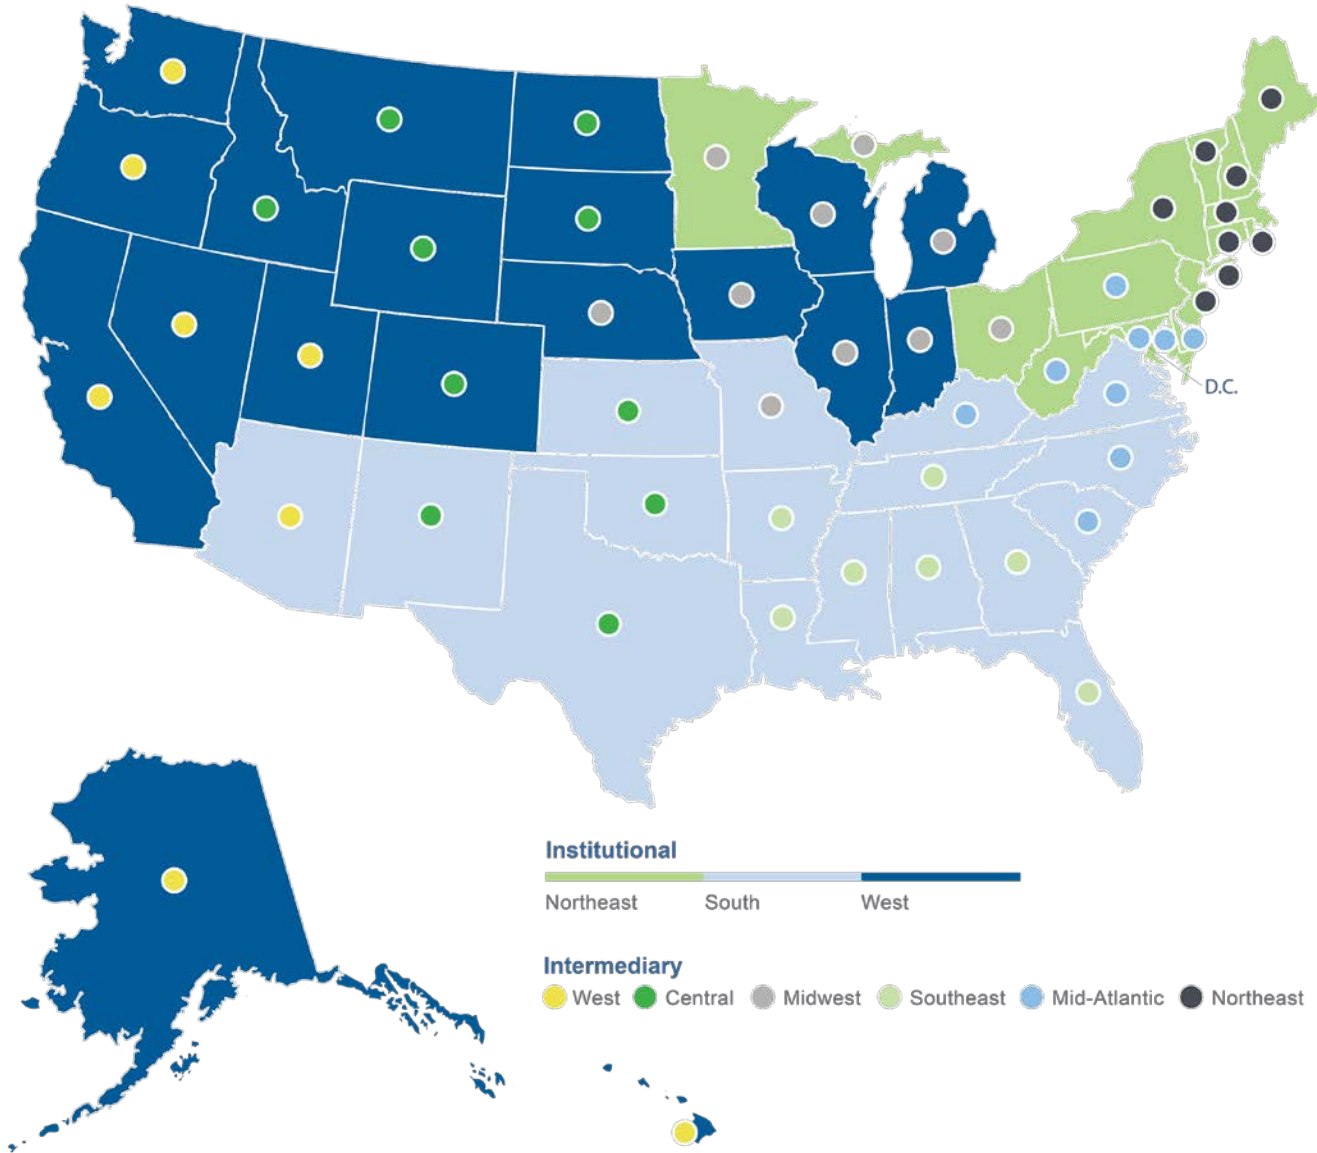 D.C.
Institutional
Northeast South West
Intermediary
West Central Midwest Southeast Mid-Atlantic Northeast